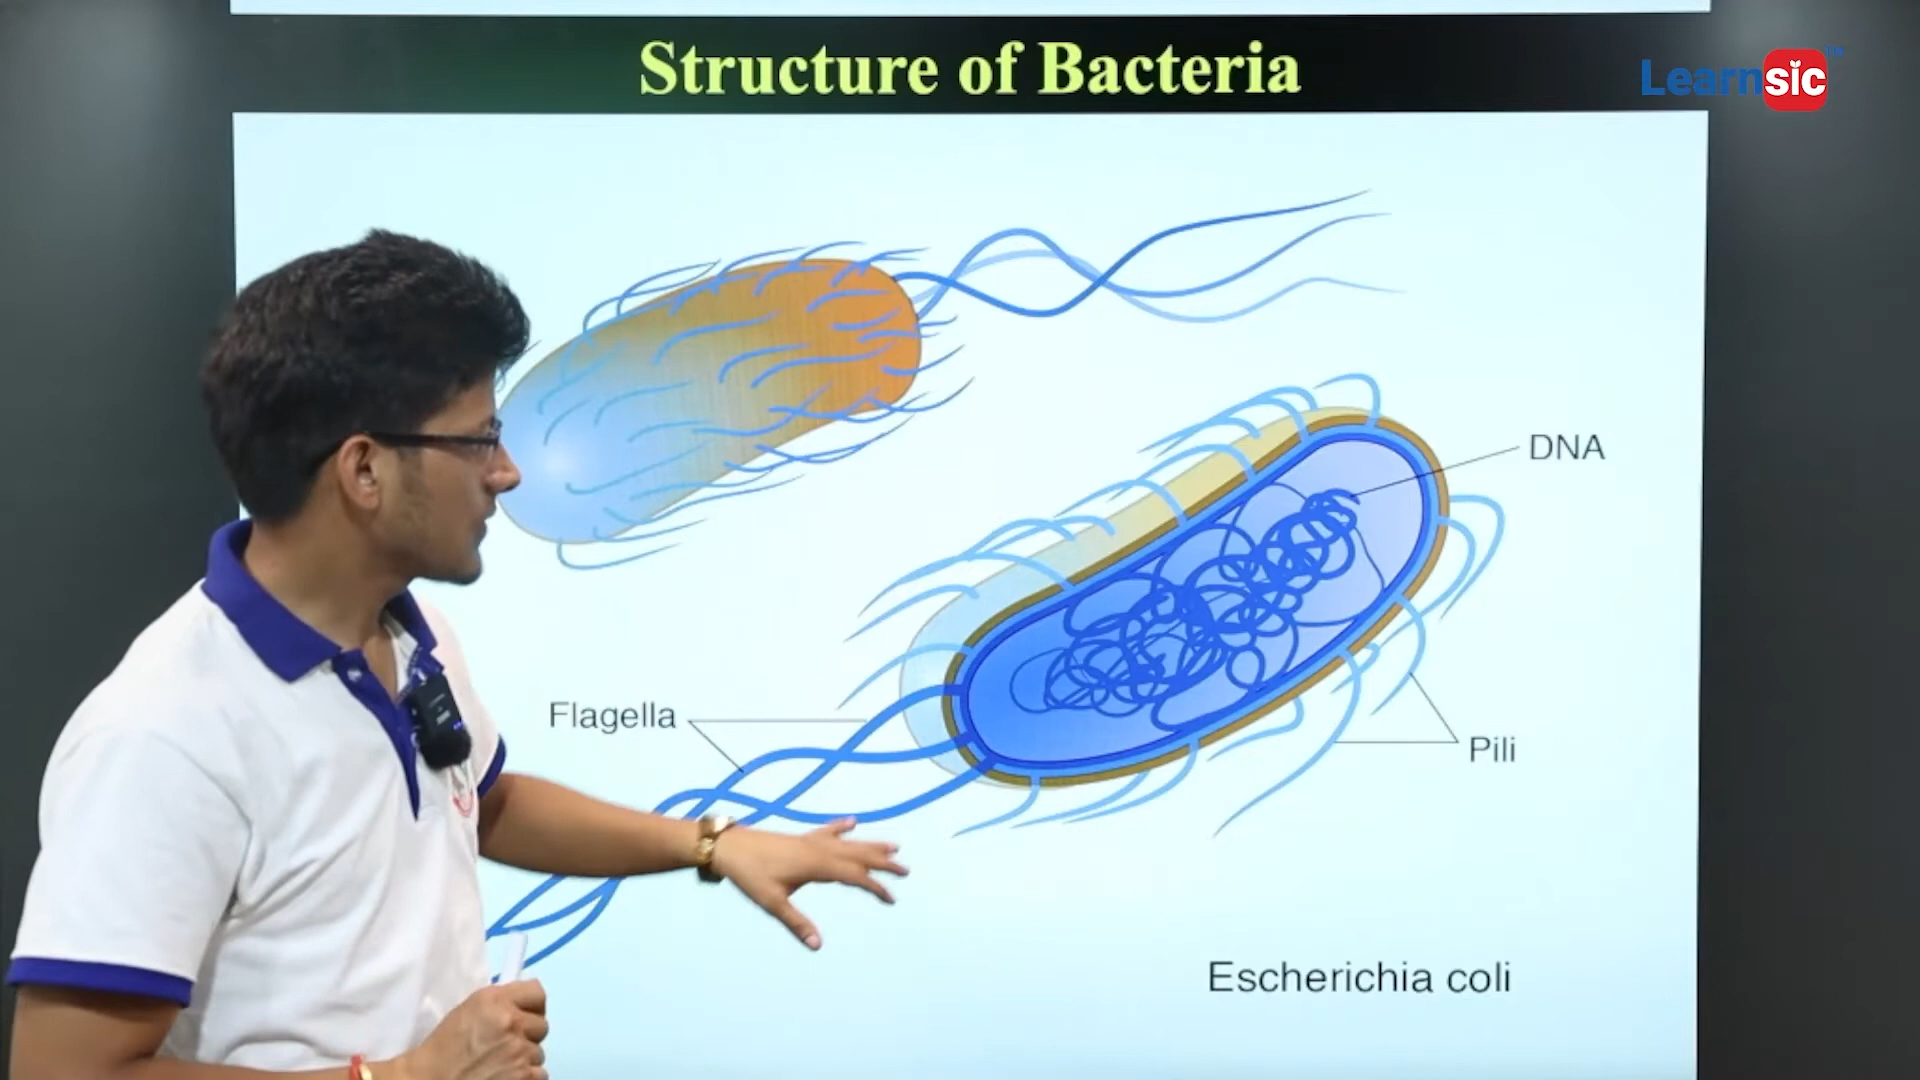 Structure of Bacteria
Learnsic
DNA
Flagella
Pili
Escherichia coli